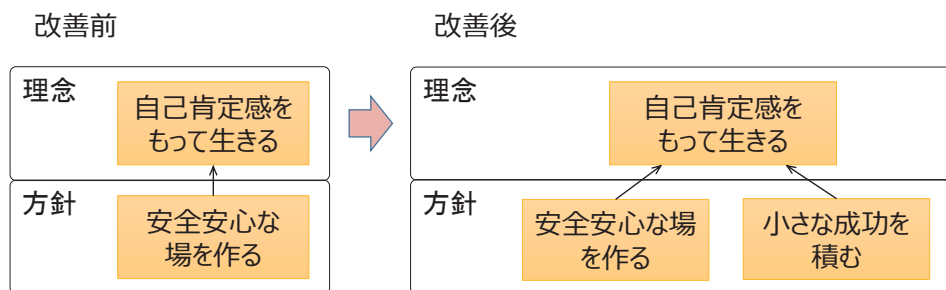 改善前
理念
自己肯定感を
もって生きる
方針
安全安心な
場を作る
改善後
理念
自己肯定感を
もって生きる
方針
安全安心な場
を作る
小さな成功を
積む